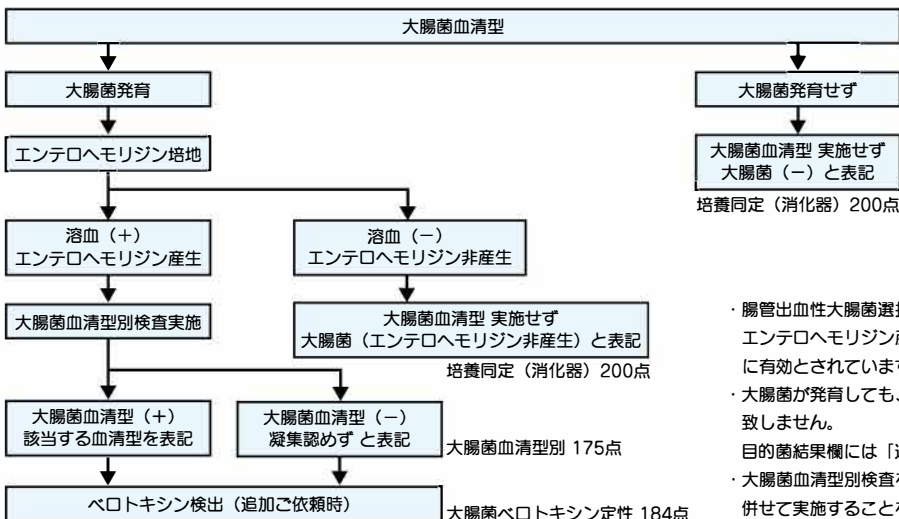 大腸菌血清型
大腸菌発育
大腸菌発育せず
エンテロヘモリジン培地
大腸菌血清型 実施せず
大腸菌（－）と表記
培養同定（消化器）200点
溶血（＋）
エンテロヘモリジン産生
溶血（－）
エンテロヘモリジン非産生
大腸菌血清型別検査実施
大腸菌血清型 実施せず
大腸菌（エンテロヘモリジン非産生）と表記
培養同定（消化器）200点
大腸菌血清型（＋）
該当する血清型を表記
大腸菌血清型（－）
凝集認めず と表記
大腸菌血清型別 175点
ベロトキシン検出（追加ご依頼時）
大腸菌ベロトキシン定性 184点
・腸管出血性大腸菌選
エンテロヘモリジン
に有効とされています
・大腸菌が発育しても、
致しません。
目的菌結果欄には「
・大腸菌血清型別検査
併せて実施すること